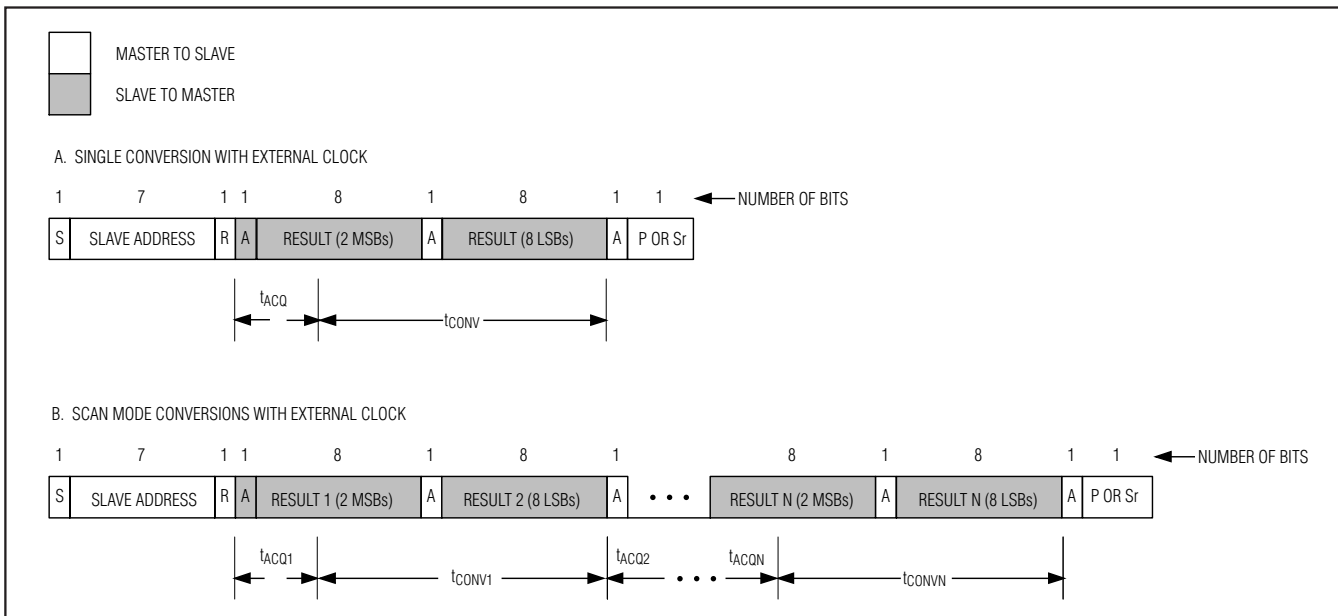 MASTER TO SLAVE
SLAVE TO MASTER
A. SINGLE CONVERSION WITH EXTERNAL CLOCK
1 7 1 1 8 1 8 1 1 NUMBER OF BITS
S SLAVE ADDRESS R A RESULT (2 MSBs) A RESULT (8 LSBs) A P OR Sr
tACQ
tCONV
B. SCAN MODE CONVERSIONS WITH EXTERNAL CLOCK
1 7 1 1 8 1 8 1 8 1 8 1 1 NUMBER OF BITS
S SLAVE ADDRESS R A RESULT 1 (2 MSBs) A RESULT 2 (8 LSBs) A • • • RESULT N (2 MSBs) A RESULT N (8 LSBs) A P OR Sr
tACQ1 tACQ2 tACQN
tCONV1 • • • tCONVN